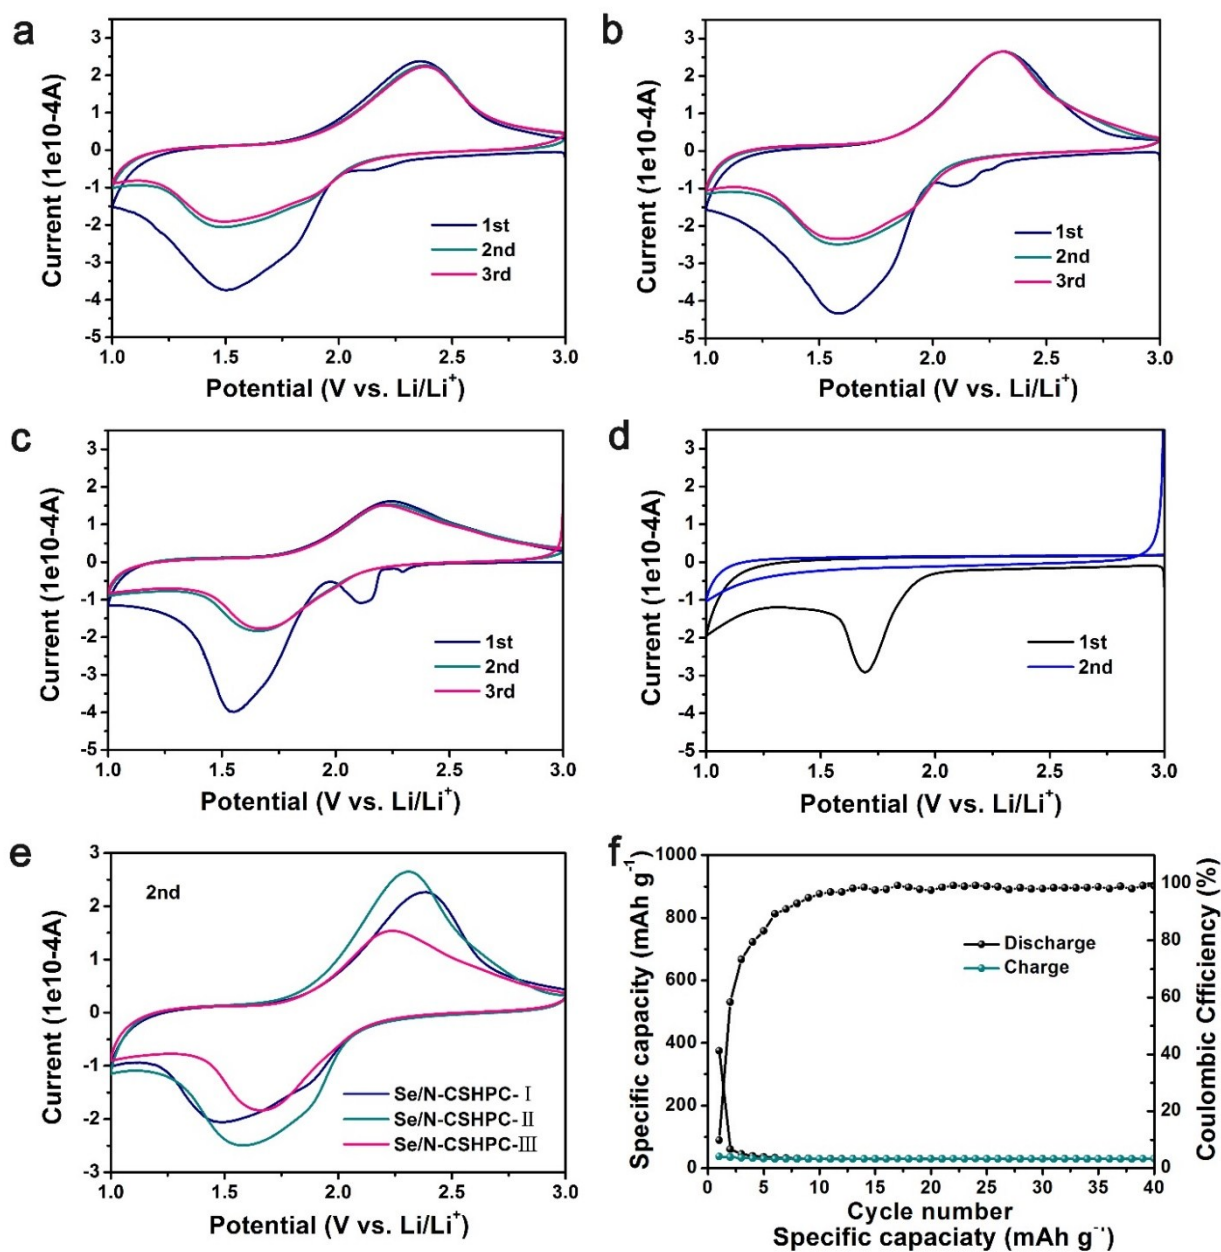 a
3
2
1
0
-1
-2
-3
-4
-5
Current (1e10-4A)
1st
2nd
3rd
1.0 1.5 2.0 2.5 3.0
Potential (V vs. Li/Li⁺)
b
3
2
1
0
-1
-2
-3
-4
-5
Current (1e10-4A)
1st
2nd
3rd
1.0 1.5 2.0 2.5 3.0
Potential (V vs. Li/Li⁺)
c
3
2
1
0
-1
-2
-3
-4
-5
Current (1e10-4A)
1st
2nd
3rd
1.0 1.5 2.0 2.5 3.0
Potential (V vs. Li/Li⁺)
d
3
2
1
0
-1
-2
-3
-4
-5
Current (1e10-4A)
1st
2nd
1.0 1.5 2.0 2.5 3.0
Potential (V vs. Li/Li⁺)
e
2nd
3
2
1
0
-1
-2
-3
Current (1e10-4A)
Se/N-CSHPC-Ⅰ
Se/N-CSHPC-Ⅱ
Se/N-CSHPC-Ⅲ
1.0 1.5 2.0 2.5 3.0
Potential (V vs. Li/Li⁺)
f
1000
800
600
400
200
0
Specific capacity (mAh g⁻¹)
Discharge
Charge
100
80
60
40
20
0
Coulombic Cfficiency (%)
0 5 10 15 20 25 30 35 40
Cycle number
Specific capaciaty (mAh g⁻¹)